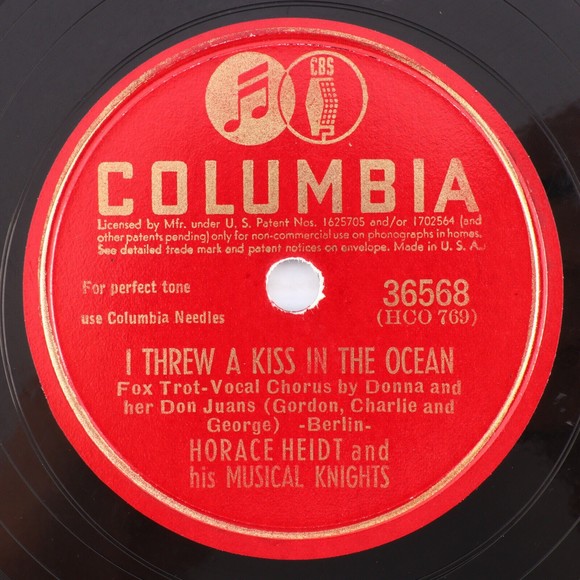 CBS
COLUMBIA
Licensed by Mfr. under U. S. Patent Nos. 1625705 and/or 1702564 (and
other patents pending) only for non-commercial use on phonographs in homes.
See detailed trade mark and patent notices on envelope. Made in U. S. A.
For perfect tone
use Columbia Needles
36568
(HCO 769)
I THREW A KISS IN THE OCEAN
Fox Trot-Vocal Chorus by Donna and
her Don Juans (Gordon, Charlie and
George) -Berlin-
HORACE HEIDT and
his MUSICAL KNIGHTS